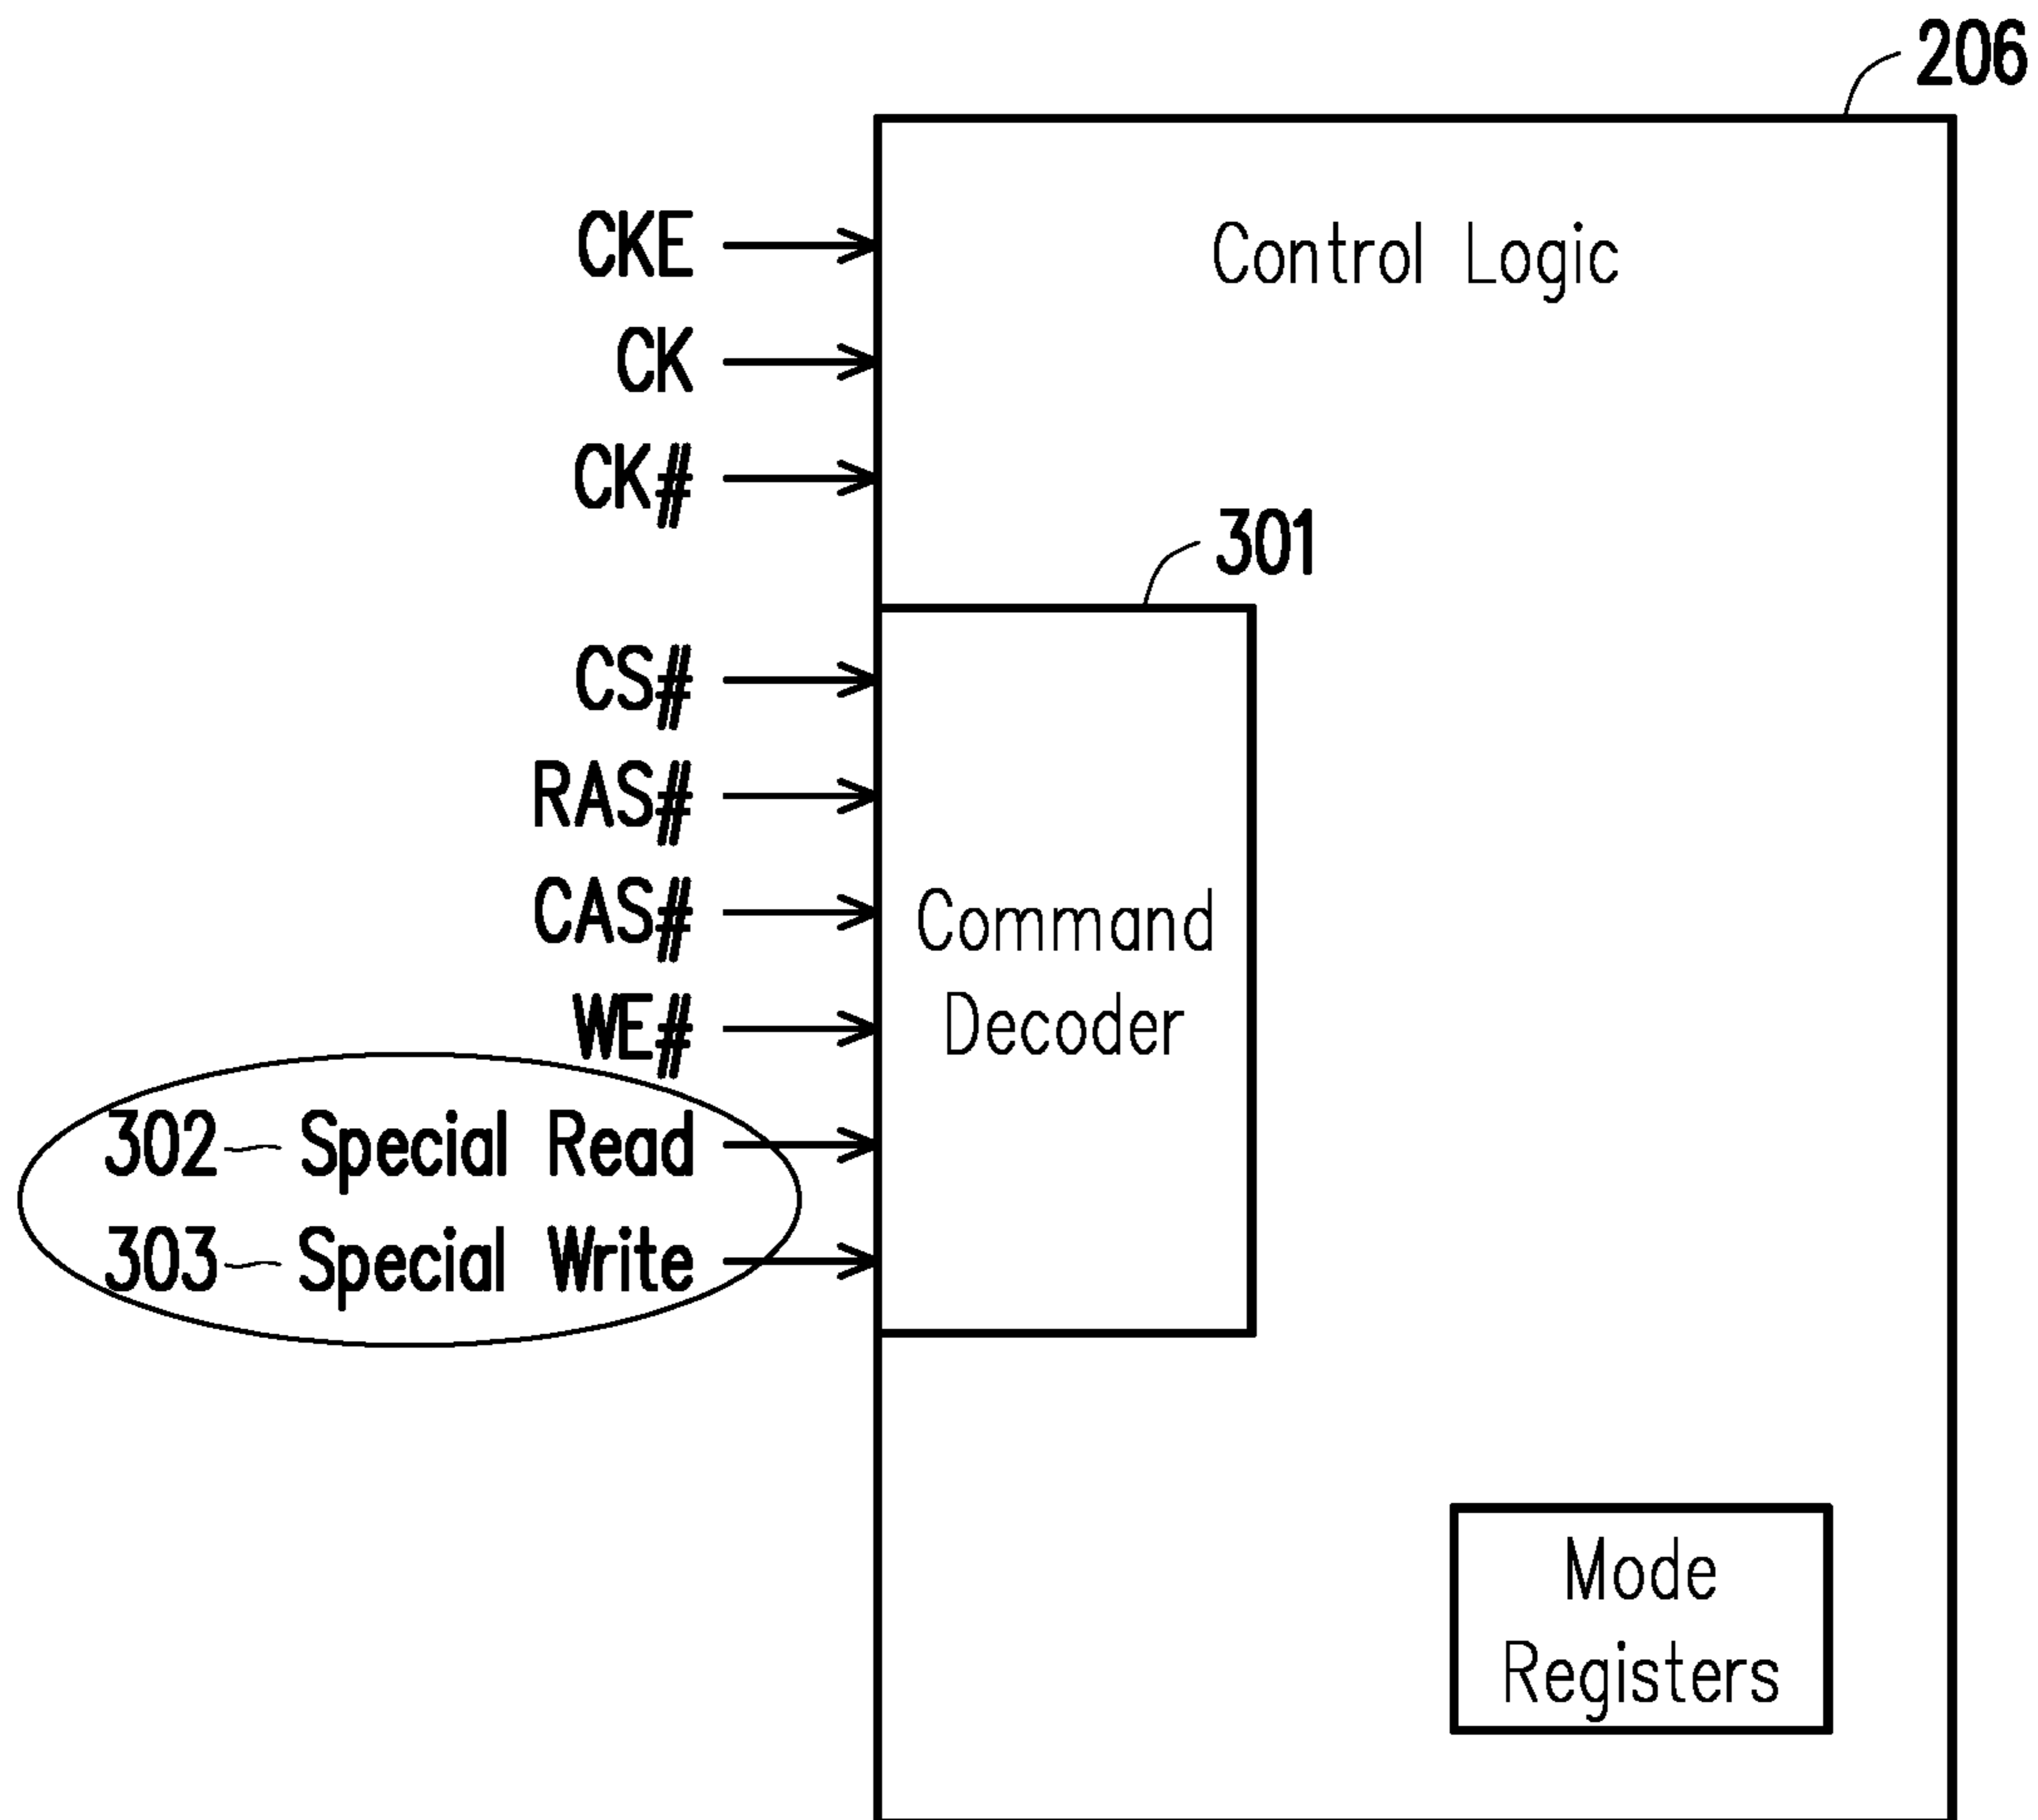 206
CKE
Control Logic
CK
CK#
301
CS#
RAS#
CAS#
Command
Decoder
WE#
302 Special Read
303 Special Write
Mode
Registers